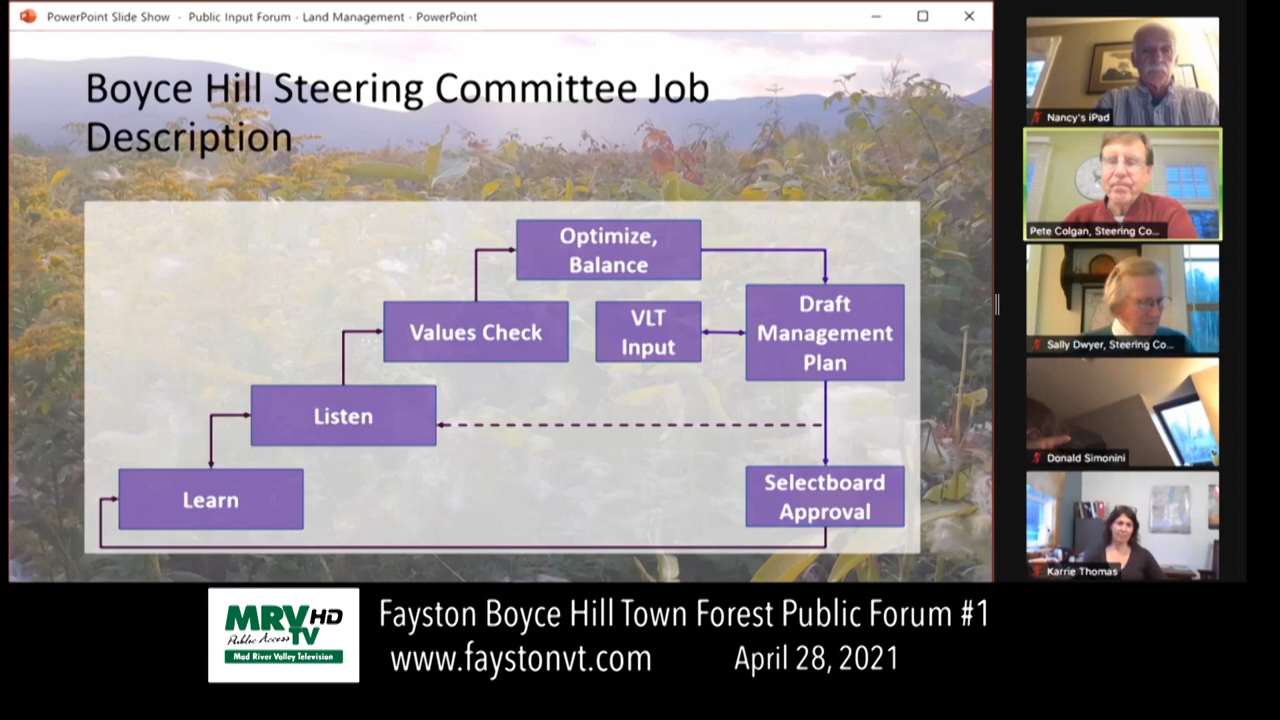 PowerPoint Slide Show - Public Input Forum - Land Management - PowerPoint
Boyce Hill Steering Committee Job
Description
Optimize,
Balance
Values Check
VLT
Input
Draft
Management
Plan
Listen
Learn
Selectboard
Approval
Nancy's iPad
Pete Colgan, Steering Co...
Sally Dwyer, Steering Co...
Donald Simonini
Karrie Thomas
MRV HD
Public Access TV
Mad River Valley Television
Fayston Boyce Hill Town Forest Public Forum #1
www.faystonvt.com April 28, 2021